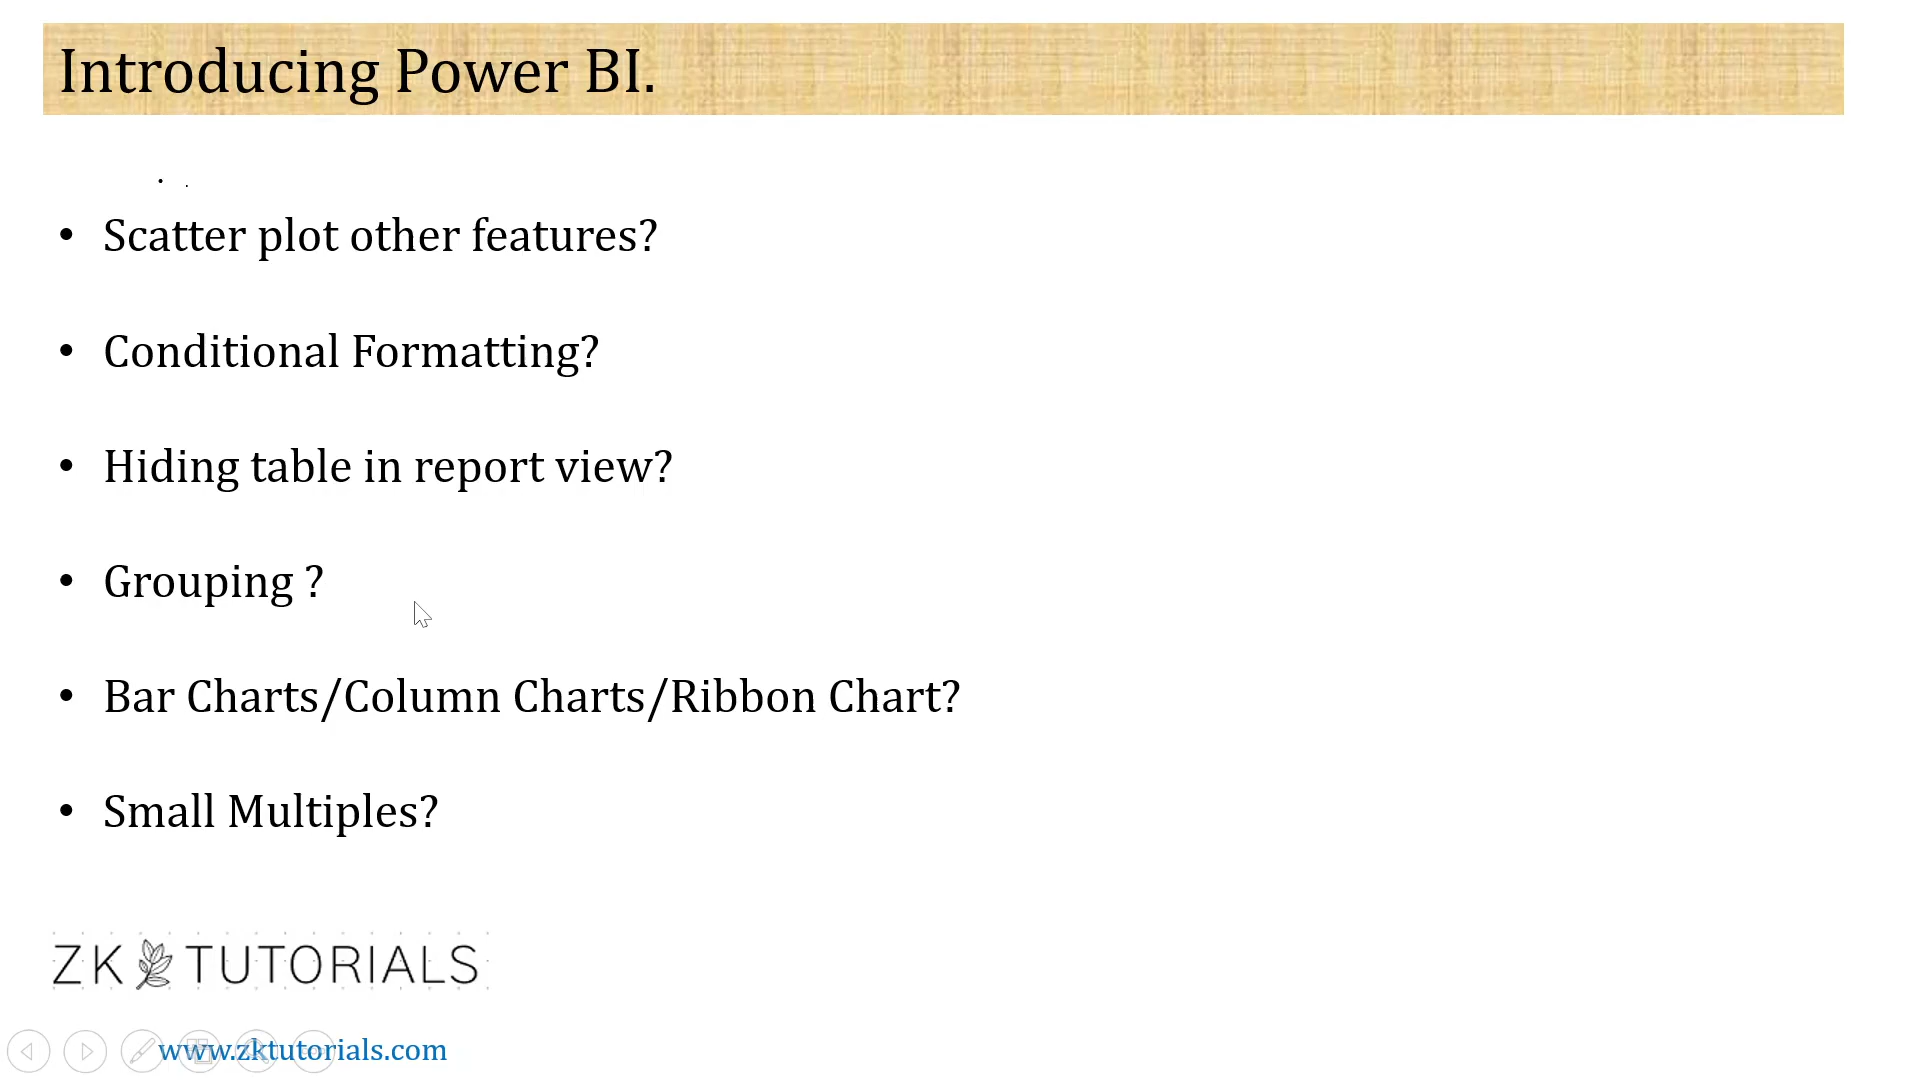 Introducing Power BI.
• Scatter plot other features?
• Conditional Formatting?
• Hiding table in report view?
• Grouping ?
• Bar Charts/Column Charts/Ribbon Chart?
• Small Multiples?
ZK TUTORIALS
www.zktutorials.com